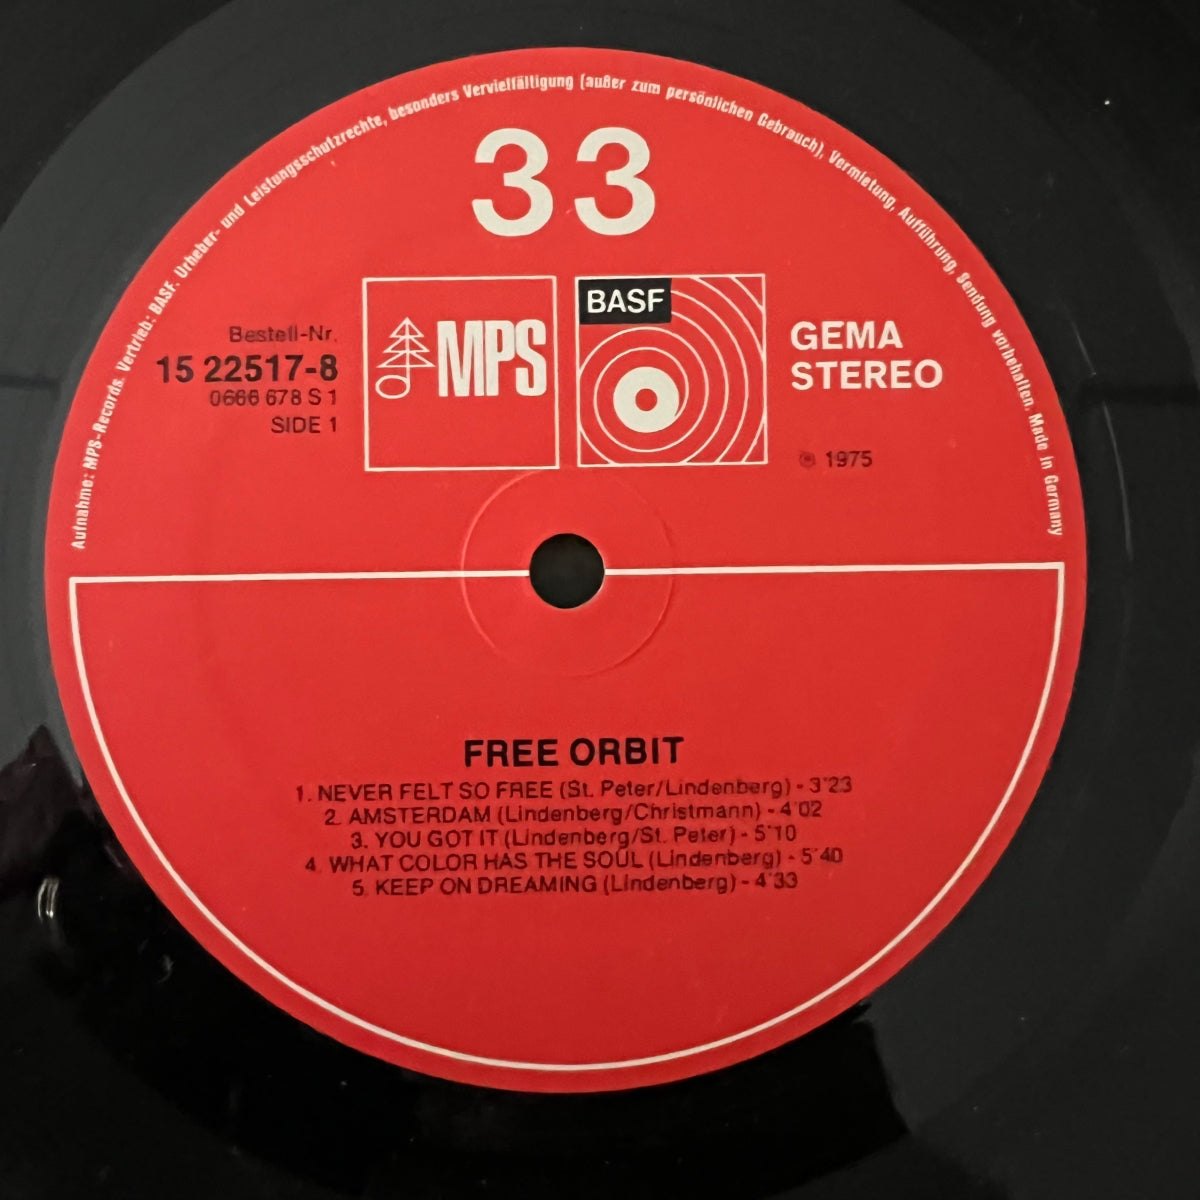 Aufnahme: MPS-Records. Vertrieb: BASF. Urheber- und Leistungsschutzrechte, besonders Vervielfältigung (außer zum persönlichen Gebrauch), Vermietung, Aufführung, Sendung vorbehalten. Made in Germany
33
Bestell-Nr.
15 22517-8
0666 678 S 1
SIDE 1
MPS
BASF
GEMA
STEREO
℗ 1975
FREE ORBIT
1. NEVER FELT SO FREE (St. Peter/Lindenberg) - 3'23
2. AMSTERDAM (Lindenberg/Christmann) - 4'02
3. YOU GOT IT (Lindenberg/St. Peter) - 5'10
4. WHAT COLOR HAS THE SOUL (Lindenberg) - 5'40
5. KEEP ON DREAMING (Lindenberg) - 4'33